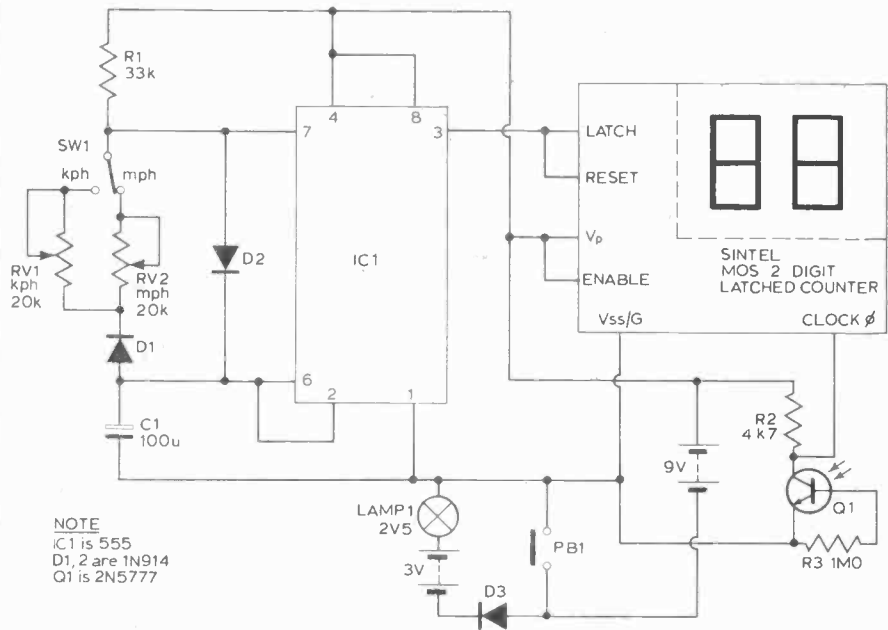 R1
33k
SW1
kph
mph
RV1
kph
20k
RV2
mph
20k
D1
D2
C1
100u
4
8
7
3
IC1
6
2
1
LATCH
RESET
Vp
ENABLE
Vss/G
SINTEL
MOS 2 DIGIT
LATCHED COUNTER
CLOCK ø
R2
4k7
9V
Q1
R3 1M0
LAMP1
2V5
3V
PB1
D3
NOTE
IC1 is 555
D1, 2 are 1N914
Q1 is 2N5777